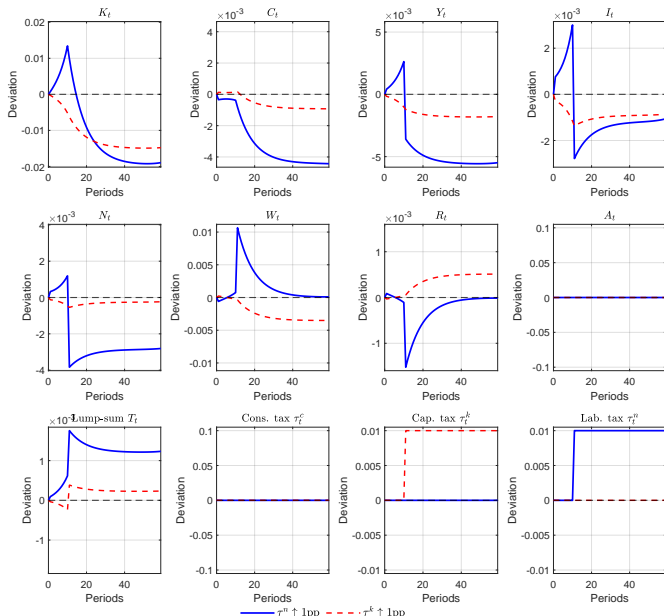 K_t C_t Y_t I_t
×10⁻³ ×10⁻³ ×10⁻³
0.02 0.01 0 -0.01 -0.02
4 2 0 -2 -4
5 0 -5
2 0 -2
Deviation Deviation Deviation Deviation
0 20 40 0 20 40 0 20 40 0 20 40
Periods Periods Periods Periods
N_t W_t R_t A_t
×10⁻³ ×10⁻³
4 2 0 -2 -4
0.01 0.005 0 -0.005 -0.01
1 0 -1
0.1 0.05 0 -0.05 -0.1
Deviation Deviation Deviation Deviation
0 20 40 0 20 40 0 20 40 0 20 40
Periods Periods Periods Periods
Lump-sum T_t Cons. tax τ_t^c Cap. tax τ_t^k Lab. tax τ_t^n
1 0 -1
0.1 0.05 0 -0.05 -0.1
0.01 0.005 0 -0.005 -0.01
0.01 0.005 0 -0.005 -0.01
Deviation Deviation Deviation Deviation
0 20 40 0 20 40 0 20 40 0 20 40
Periods Periods Periods Periods
τ^n ↑ 1pp τ^k ↑ 1pp